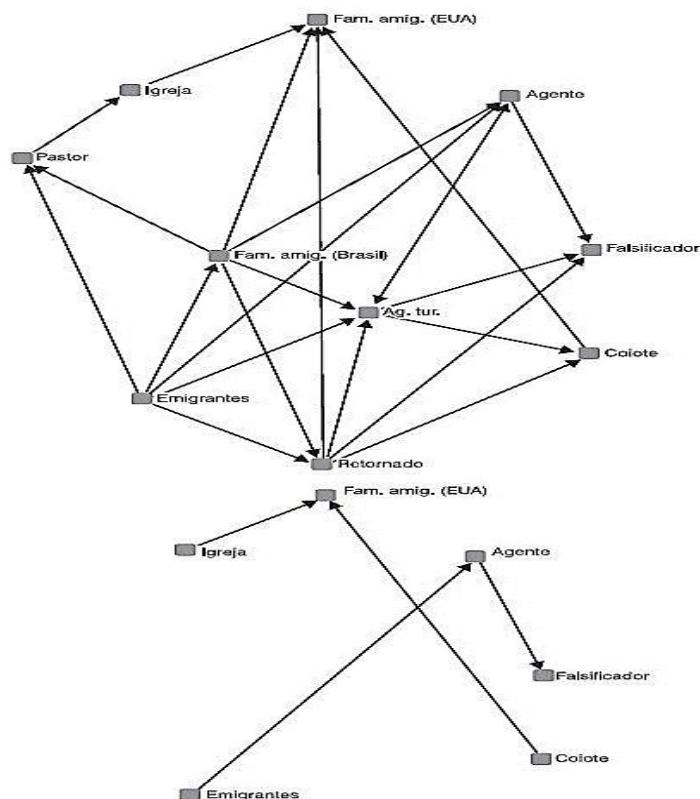 Fam. amig. (EUA)
Igreja
Agente
Pastor
Fam. amig. (Brasil)
Falsificador
Ag. tur.
Coiote
Emigrantes
Retornado
Fam. amig. (EUA)
Igreja
Agente
Falsificador
Coiote
Emigrantes